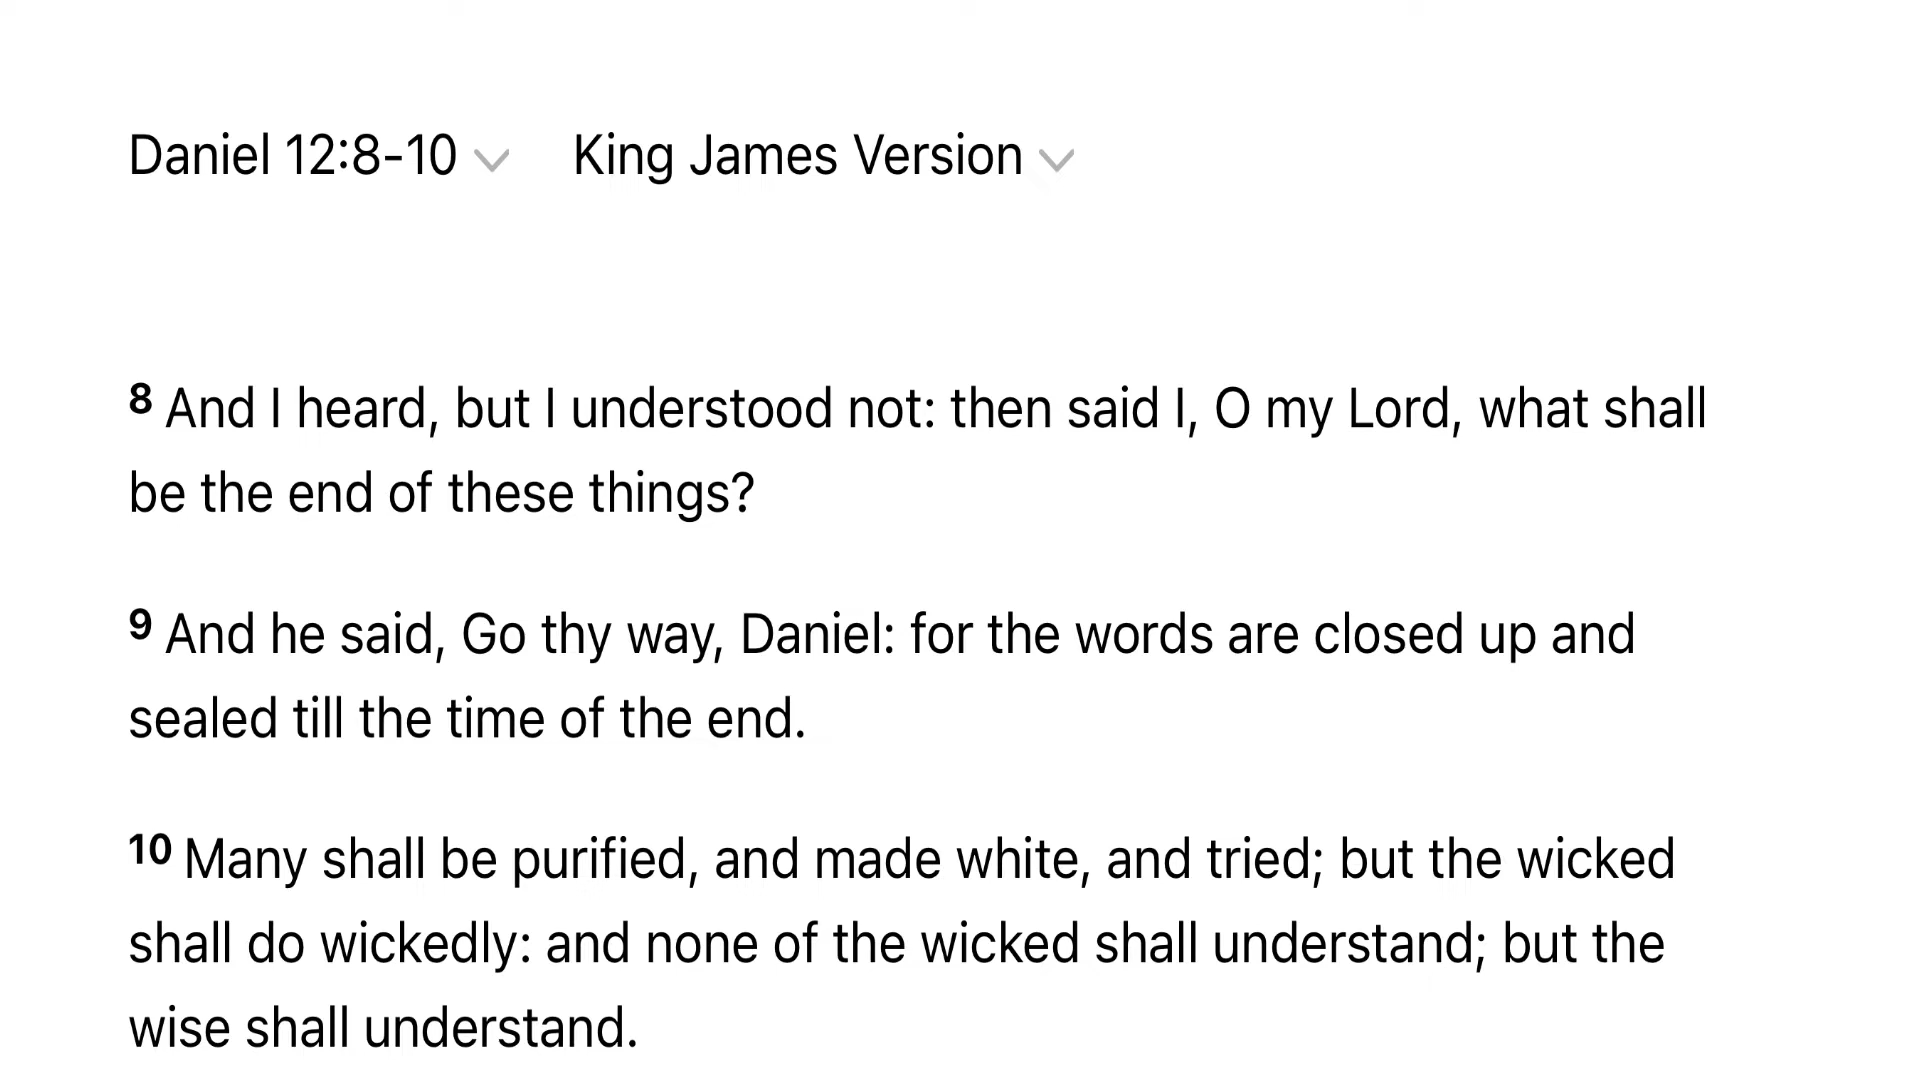 Daniel 12:8-10 King James Version
8 And I heard, but I understood not: then said I, O my Lord, what shall
be the end of these things?
9 And he said, Go thy way, Daniel: for the words are closed up and
sealed till the time of the end.
10 Many shall be purified, and made white, and tried; but the wicked
shall do wickedly: and none of the wicked shall understand; but the
wise shall understand.